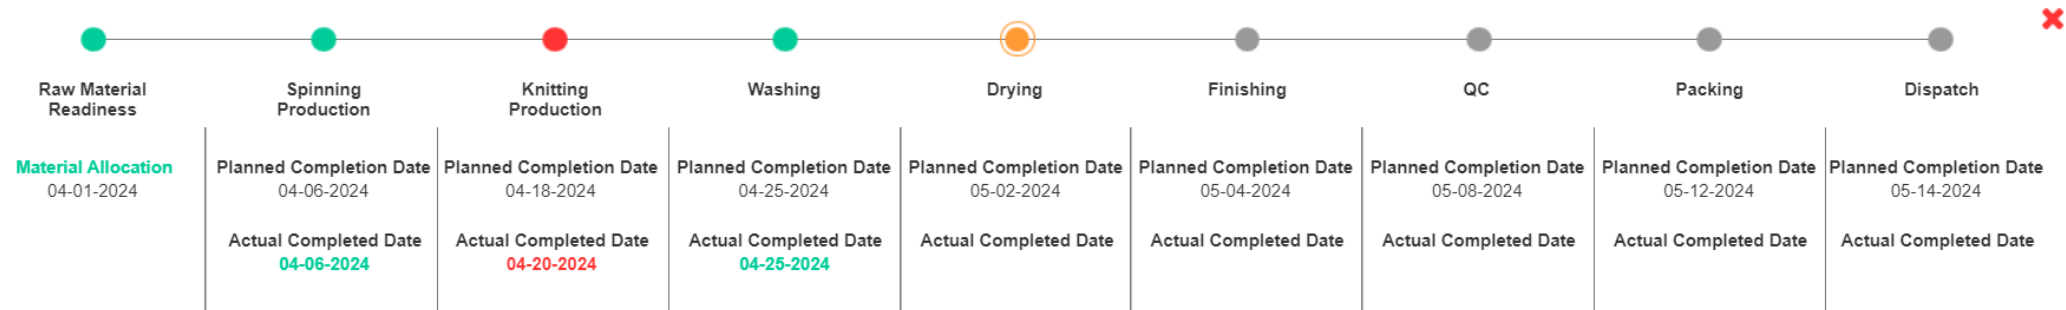 Raw Material
Readiness
Spinning
Production
Knitting
Production
Washing
Drying
Finishing
QC
Packing
Dispatch
Material Allocation
04-01-2024
Planned Completion Date
04-06-2024
Actual Completed Date
04-06-2024
Planned Completion Date
04-18-2024
Actual Completed Date
04-20-2024
Planned Completion Date
04-25-2024
Actual Completed Date
04-25-2024
Planned Completion Date
05-02-2024
Actual Completed Date
Planned Completion Date
05-04-2024
Actual Completed Date
Planned Completion Date
05-08-2024
Actual Completed Date
Planned Completion Date
05-12-2024
Actual Completed Date
Planned Completion Date
05-14-2024
Actual Completed Date